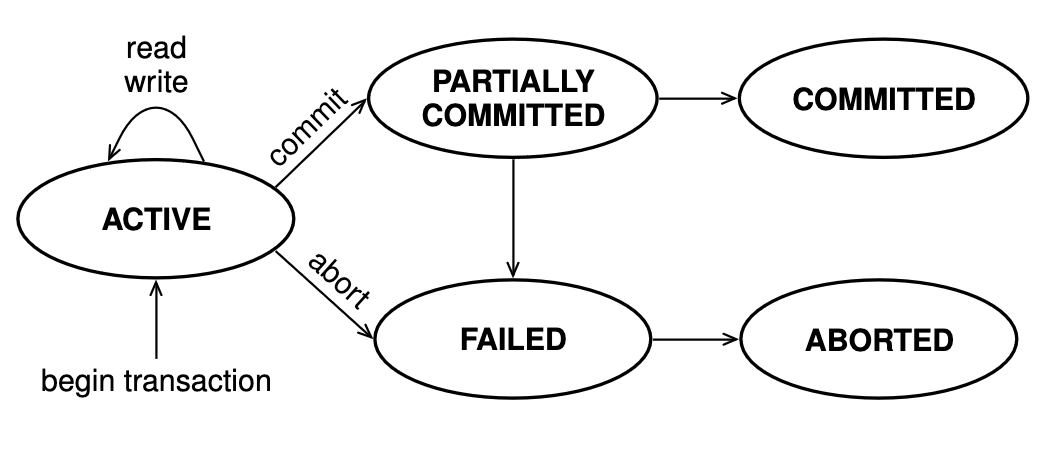 read
write
commit
PARTIALLY
COMMITTED
COMMITTED
ACTIVE
abort
FAILED
ABORTED
begin transaction